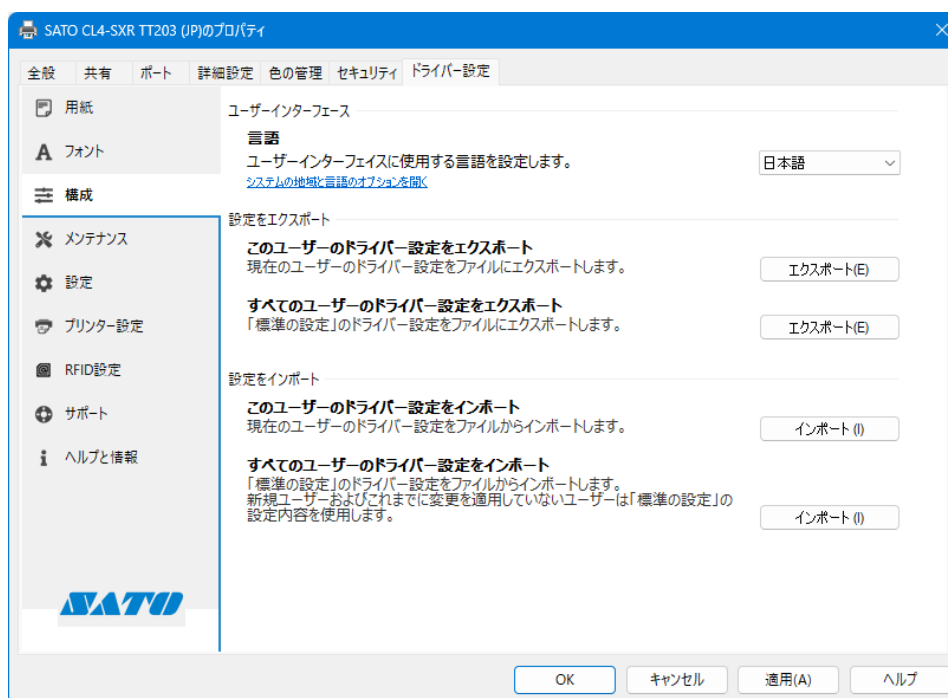 SATO CL4-SXR TT203 (JP)のプロパティ
全般 共有 ポート 詳細設定 色の管理 セキュリティ ドライバー設定
用紙
フォント
構成
メンテナンス
設定
プリンター設定
RFID設定
サポート
ヘルプと情報
SATO
ユーザーインターフェース
言語
ユーザーインターフェイスに使用する言語を設定します。
日本語
システムの地域と言語のオプションを開く
設定をエクスポート
このユーザーのドライバー設定をエクスポート
現在のユーザーのドライバー設定をファイルにエクスポートします。
エクスポート(E)
すべてのユーザーのドライバー設定をエクスポート
「標準の設定」のドライバー設定をファイルにエクスポートします。
エクスポート(E)
設定をインポート
このユーザーのドライバー設定をインポート
現在のユーザーのドライバー設定をファイルからインポートします。
インポート(I)
すべてのユーザーのドライバー設定をインポート
「標準の設定」のドライバー設定をファイルからインポートします。
新規ユーザーおよびこれまでに変更を適用していないユーザーは「標準の設定」の
設定内容を使用します。
インポート(I)
OK キャンセル 適用(A) ヘルプ